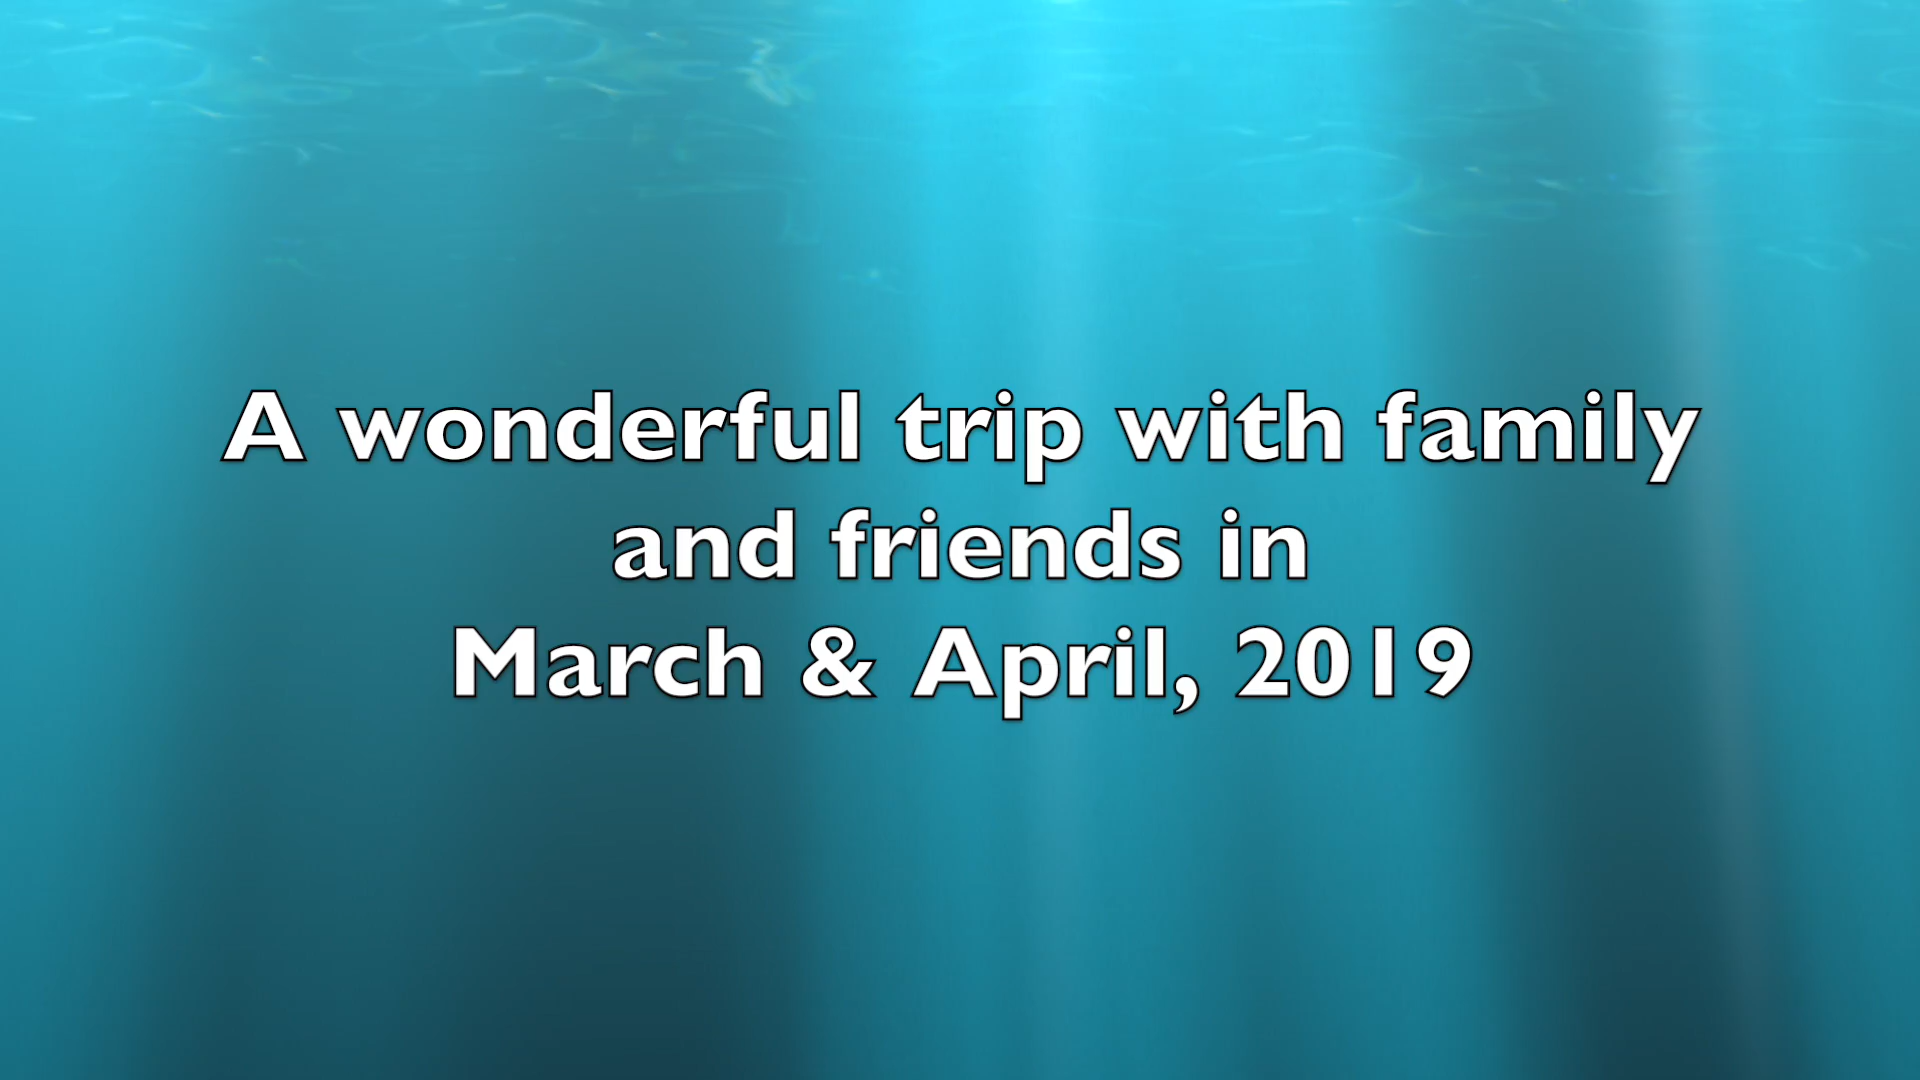 A wonderful trip with family
and friends in
March & April, 2019